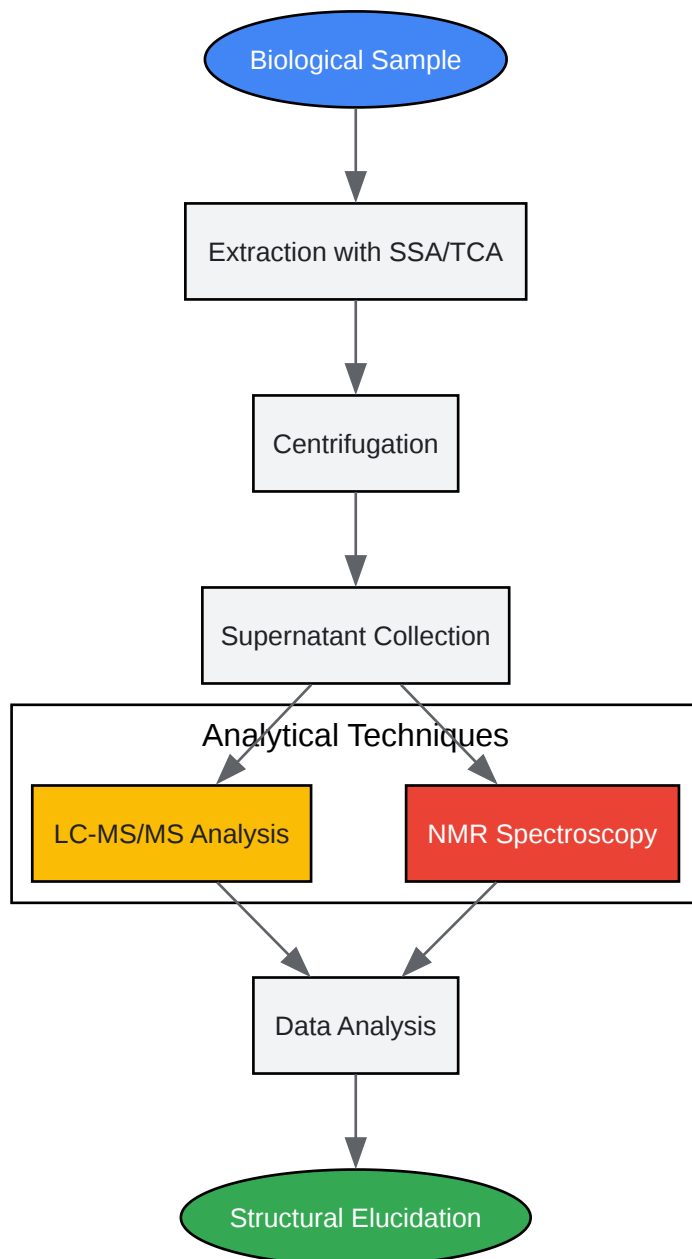 Biological Sample
Extraction with SSA/TCA
Centrifugation
Supernatant Collection
Analytical Techniques
LC-MS/MS Analysis
NMR Spectroscopy
Data Analysis
Structural Elucidation